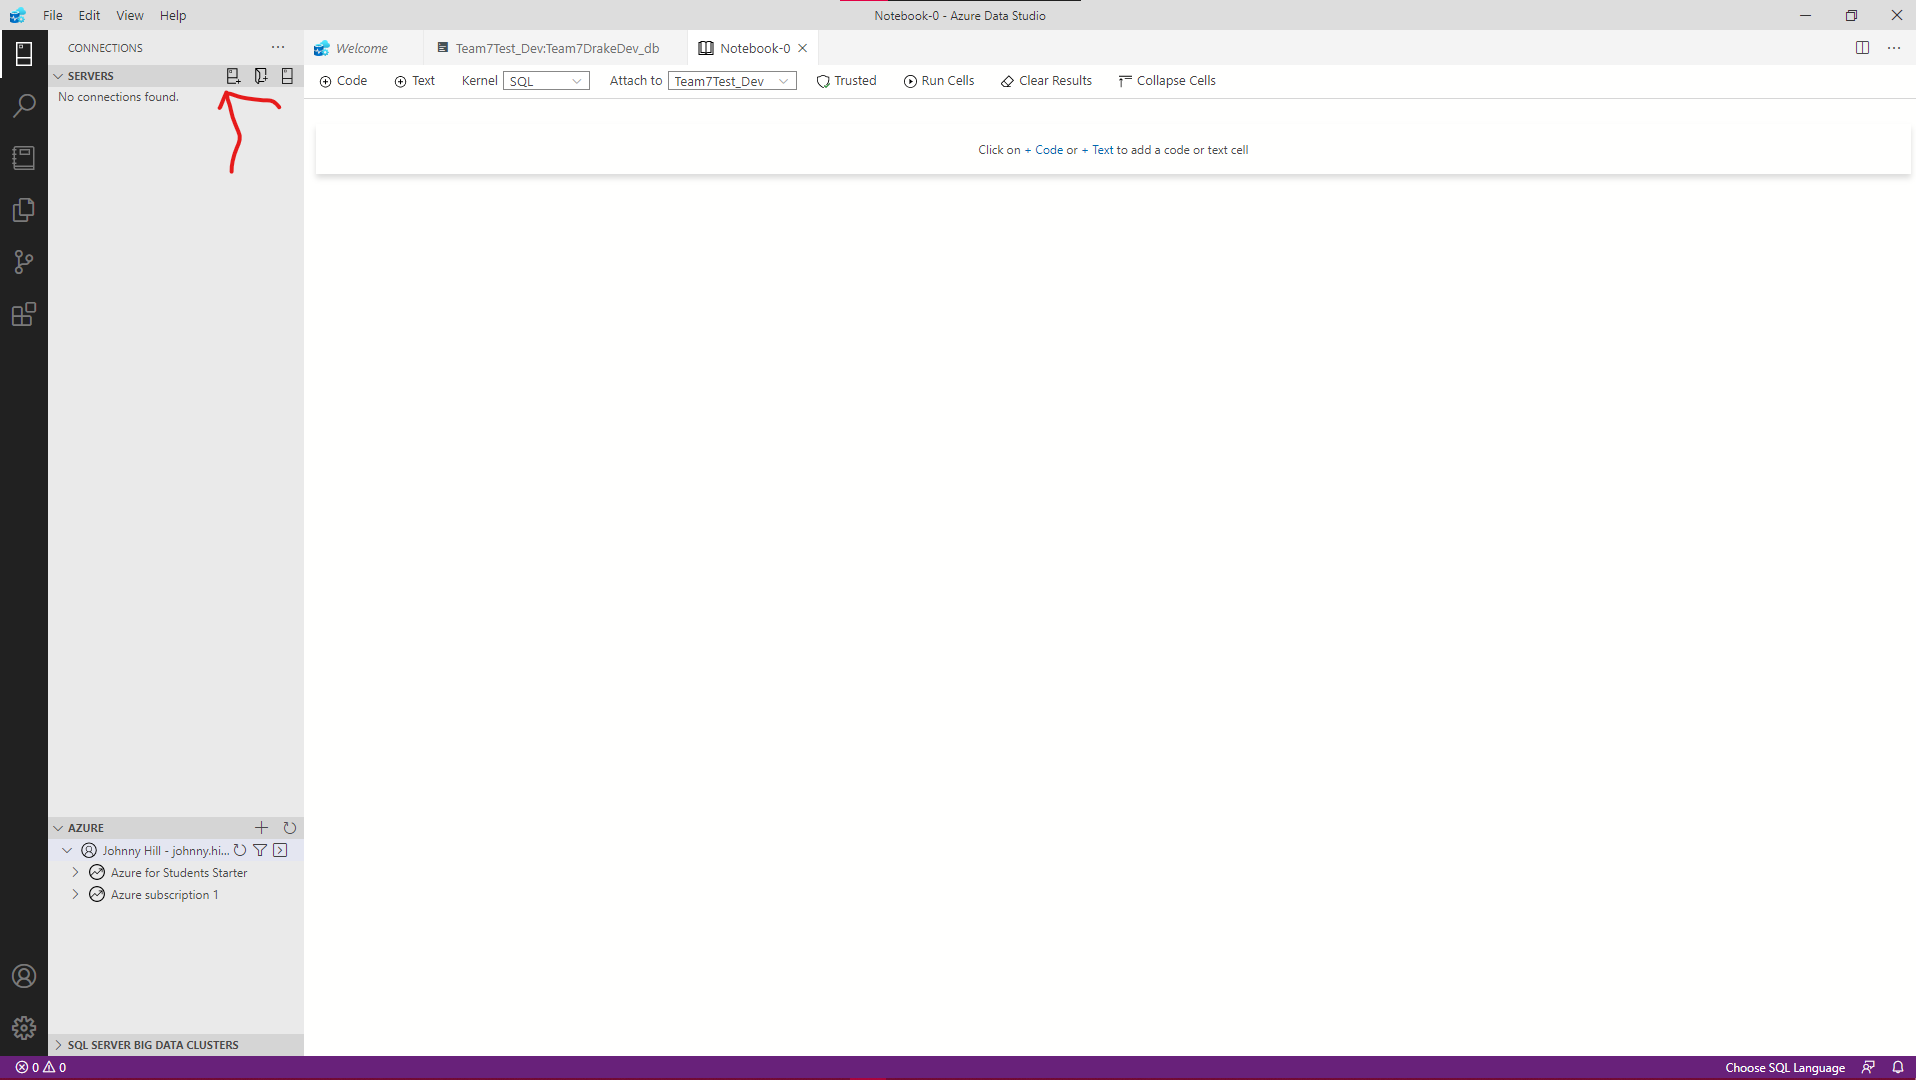 File Edit View Help
Notebook-0 - Azure Data Studio
CONNECTIONS
Welcome
Team7Test_Dev:Team7DrakeDev_db
Notebook-0
SERVERS
Code
Text
Kernel
SQL
Attach to
Team7Test_Dev
Trusted
Run Cells
Clear Results
Collapse Cells
No connections found.
Click on + Code or + Text to add a code or text cell
AZURE
Johnny Hill - johnny.hi...
Azure for Students Starter
Azure subscription 1
SQL SERVER BIG DATA CLUSTERS
0 0
Choose SQL Language